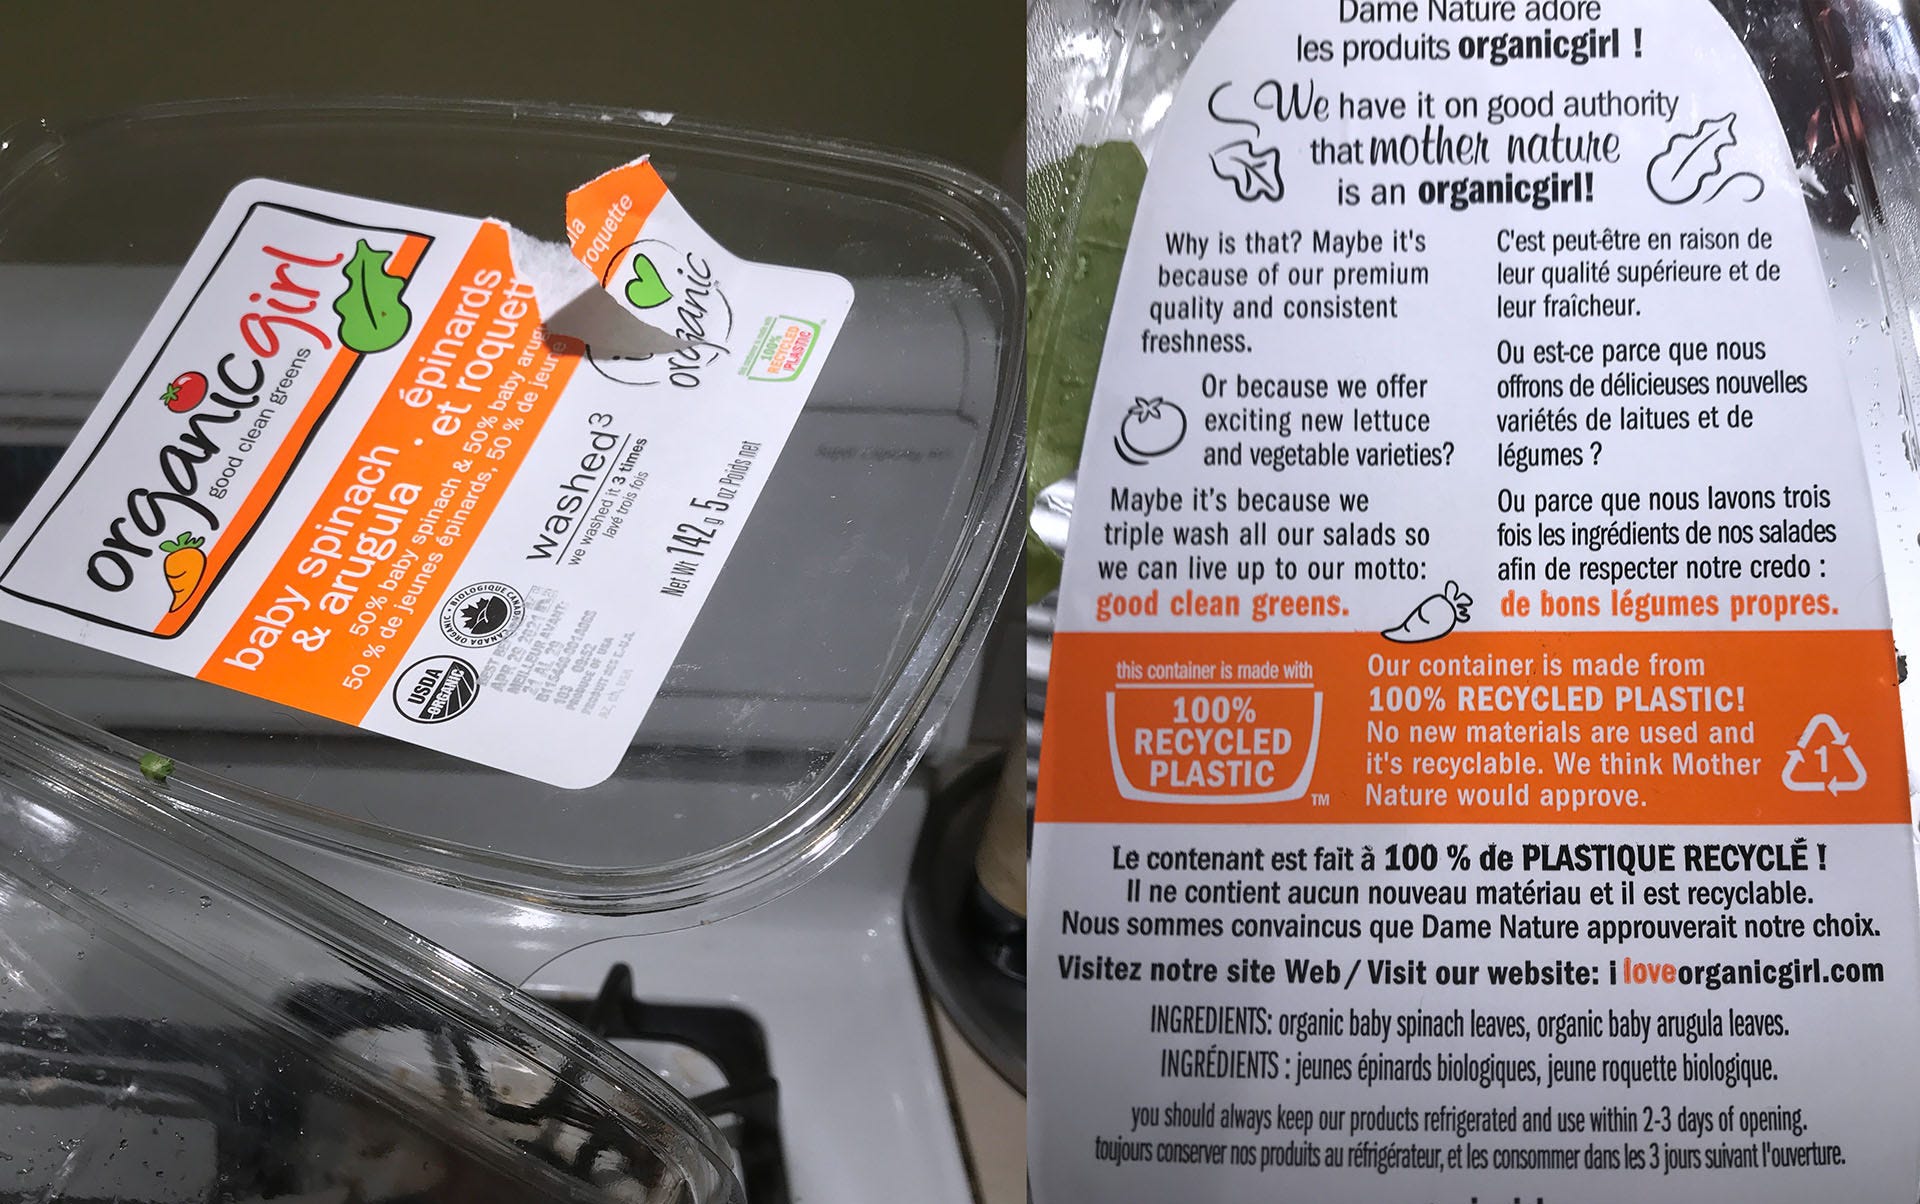 organicgirl
good clean greens
baby spinach · épinards
& arugula · et roquett
50% baby spinach & 50% baby arugu
50 % de jeunes épinards, 50 % de jeune
la
roquette
organic
this container is made with
100%
RECYCLED
PLASTIC
washed3
we washed it 3 times
lavé trois fois
Net Wt 142 g 5 oz Poids net
BIOLOGIQUE CANADA
CANADA ORGANIC
USDA
ORGANIC
MEILLEUR AVANT:
PRODUCE OF USA
Dame Nature adore
les produits organicgirl !
We have it on good authority
that mother nature
is an organicgirl!
Why is that? Maybe it's
because of our premium
quality and consistent
freshness.
Or because we offer
exciting new lettuce
and vegetable varieties?
Maybe it's because we
triple wash all our salads so
we can live up to our motto:
good clean greens.
C'est peut-être en raison de
leur qualité supérieure et de
leur fraîcheur.
Ou est-ce parce que nous
offrons de délicieuses nouvelles
variétés de laitues et de
légumes ?
Ou parce que nous lavons trois
fois les ingrédients de nos salades
afin de respecter notre credo :
de bons légumes propres.
this container is made with
100%
RECYCLED
PLASTIC
TM
Our container is made from
100% RECYCLED PLASTIC!
No new materials are used and
it's recyclable. We think Mother
Nature would approve.
1
Le contenant est fait à 100 % de PLASTIQUE RECYCLÉ !
Il ne contient aucun nouveau matériau et il est recyclable.
Nous sommes convaincus que Dame Nature approuverait notre choix.
Visitez notre site Web / Visit our website: i loveorganicgirl.com
INGREDIENTS: organic baby spinach leaves, organic baby arugula leaves.
INGRÉDIENTS : jeunes épinards biologiques, jeune roquette biologique.
you should always keep our products refrigerated and use within 2-3 days of opening.
toujours conserver nos produits au réfrigérateur, et les consommer dans les 3 jours suivant l'ouverture.